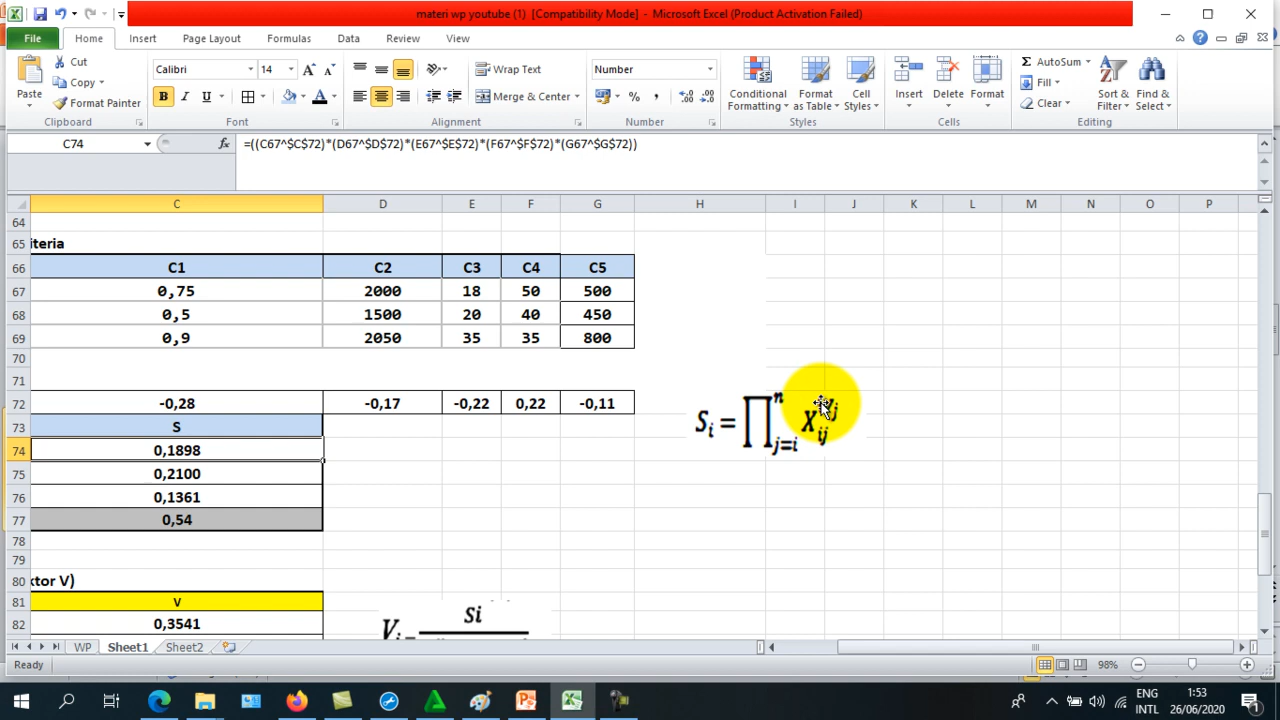 materi wp youtube (1) [Compatibility Mode] - Microsoft Excel (Product Activation Failed)
File Home Insert Page Layout Formulas Data Review View
Paste
Cut
Copy
Format Painter
Clipboard
Calibri 14
B I U
Font
Wrap Text
Merge & Center
Alignment
Number
%
Number
Conditional Formatting
Format as Table
Cell Styles
Styles
Insert Delete Format
Cells
AutoSum
Fill
Clear
Sort & Filter
Find & Select
Editing
C74 fx =((C67^$C$72)*(D67^$D$72)*(E67^$E$72)*(F67^$F$72)*(G67^$G$72))
C D E F G H I J K L M N O P
64
65 iteria
66 C1 C2 C3 C4 C5
67 0,75 2000 18 50 500
68 0,5 1500 20 40 450
69 0,9 2050 35 35 800
70
71
72 -0,28 -0,17 -0,22 0,22 -0,11
73 S
74 0,1898
75 0,2100
76 0,1361
77 0,54
78
79
80 ktor V)
81 V
82 0,3541
WP Sheet1 Sheet2
Ready 98%
ENG
INTL
1:53
26/06/2020